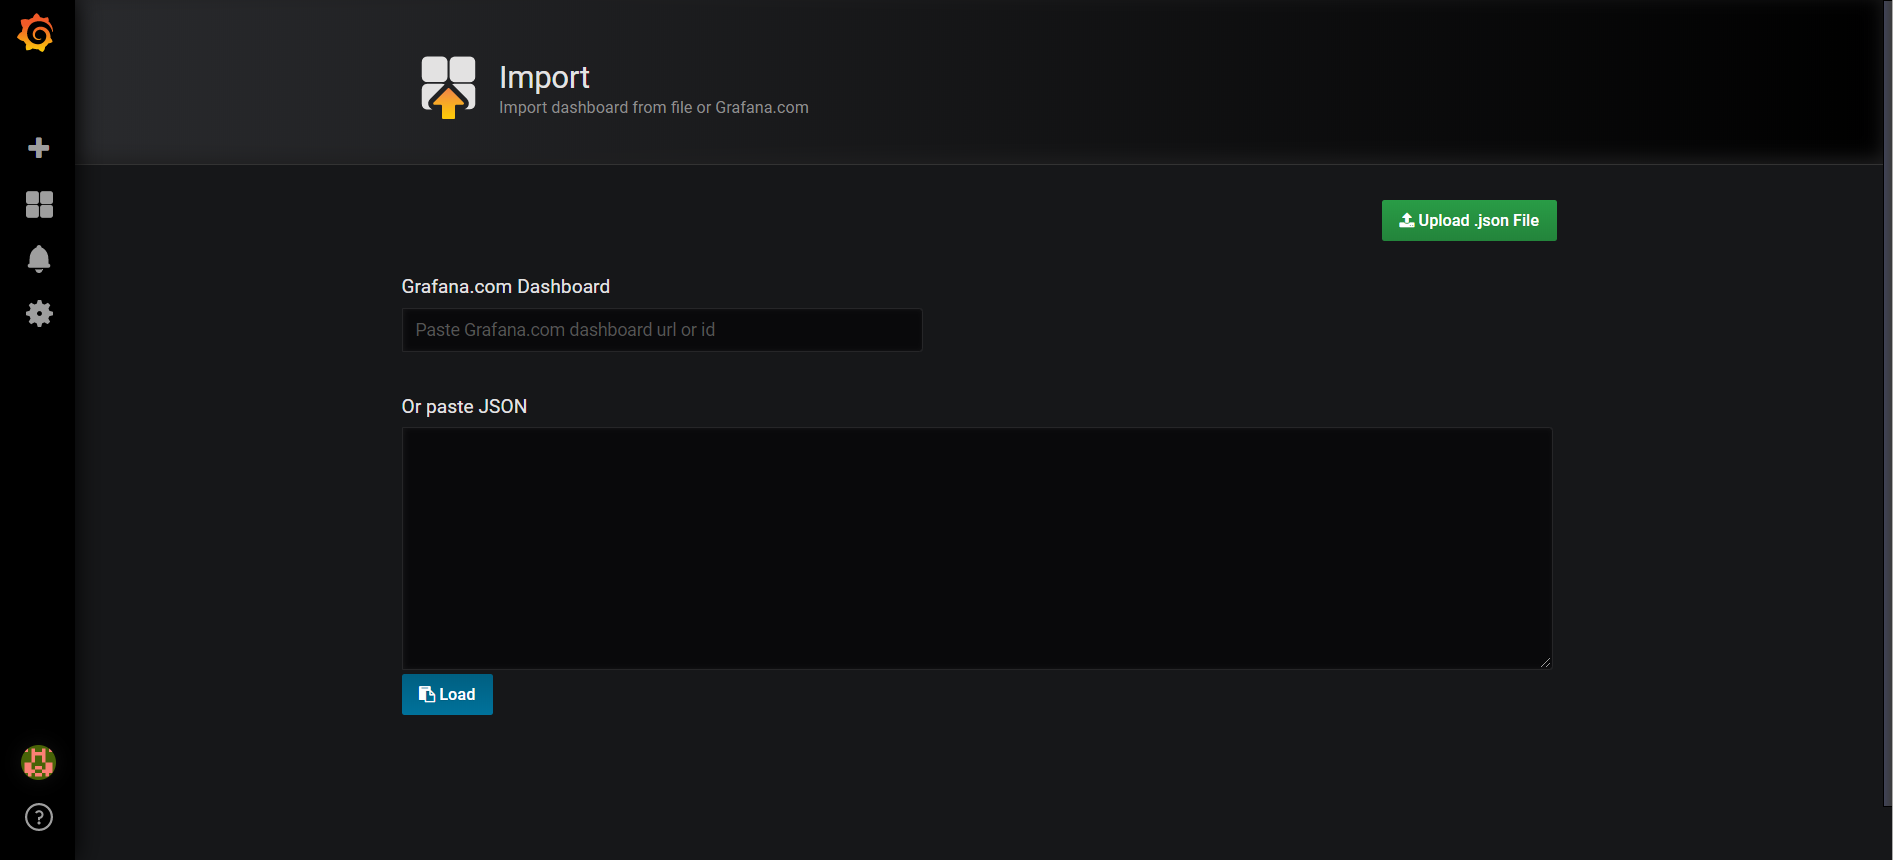 Import
Import dashboard from file or Grafana.com
Upload .json File
Grafana.com Dashboard
Paste Grafana.com dashboard url or id
Or paste JSON
Load
?